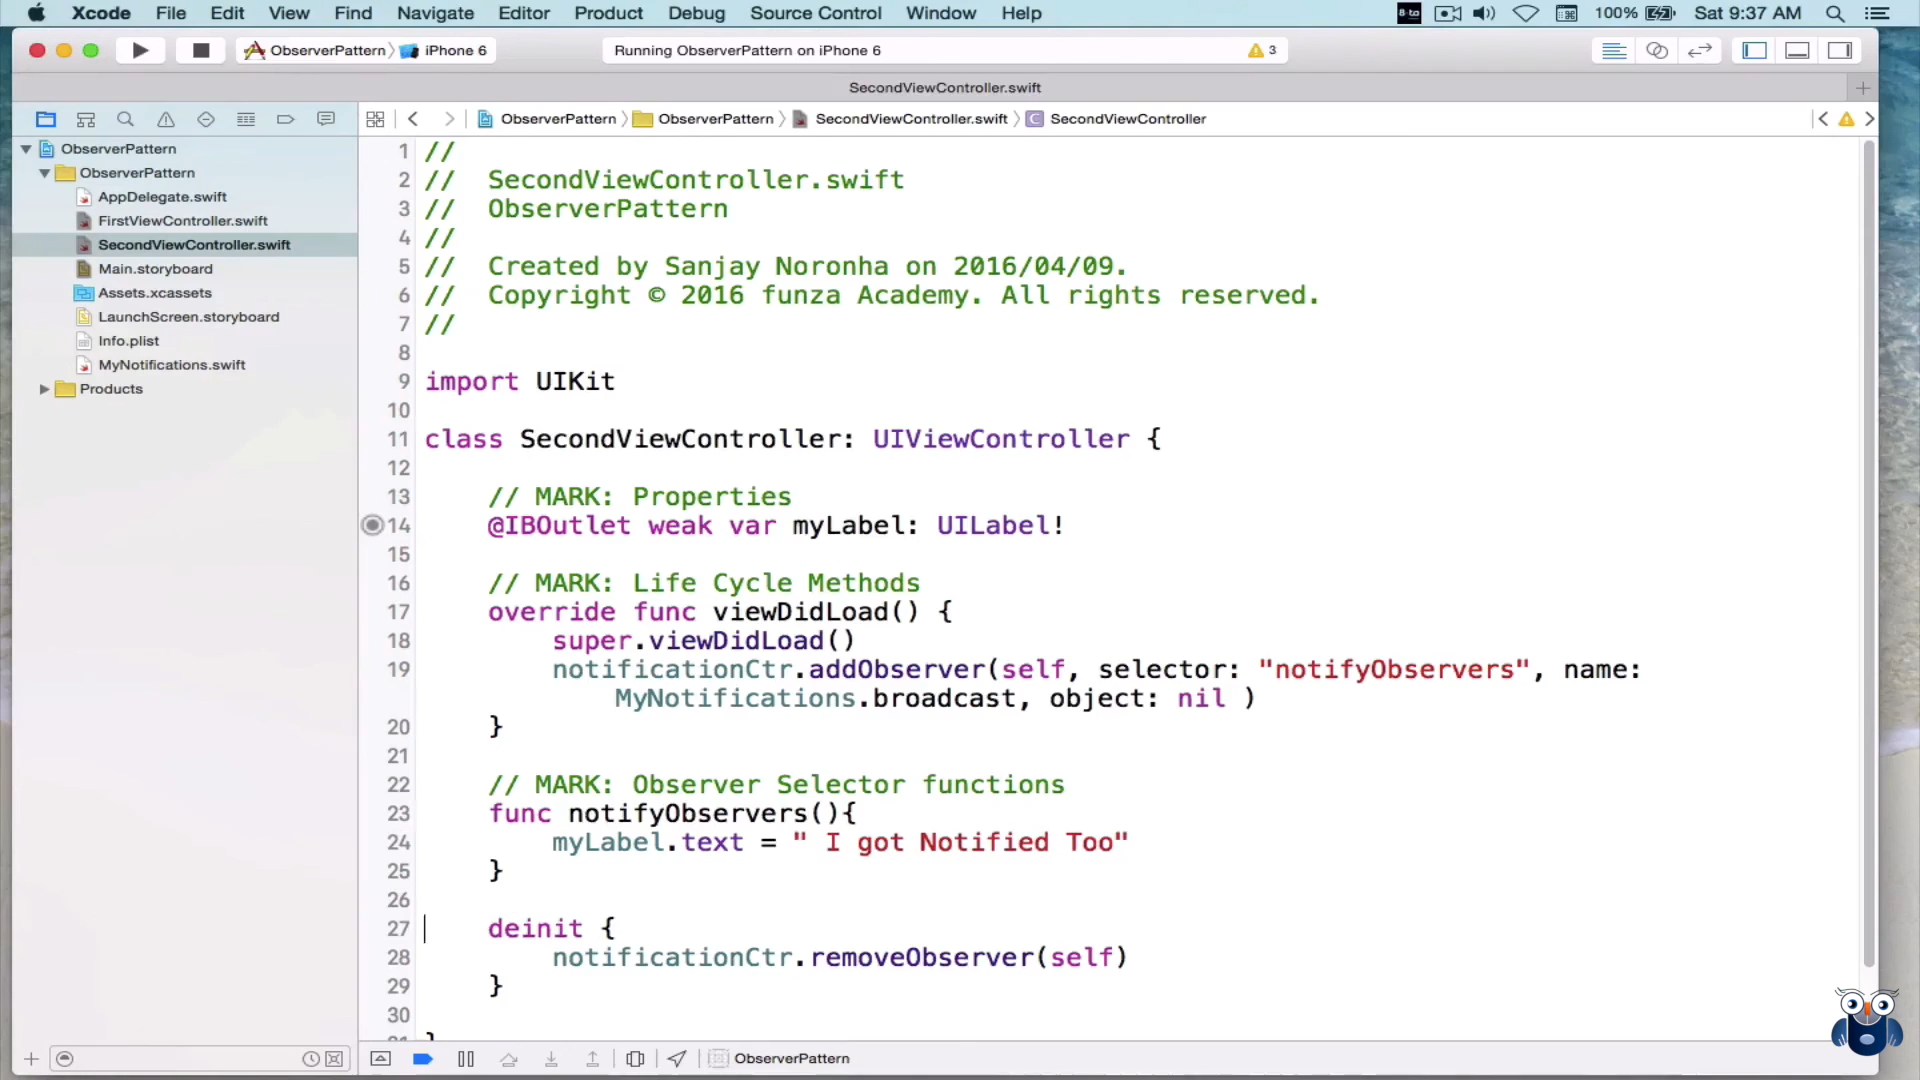 Xcode File Edit View Find Navigate Editor Product Debug Source Control Window Help 100% Sat 9:37 AM
ObserverPattern iPhone 6 Running ObserverPattern on iPhone 6 3
SecondViewController.swift
ObserverPattern ObserverPattern SecondViewController.swift C SecondViewController
ObserverPattern
ObserverPattern
AppDelegate.swift
FirstViewController.swift
SecondViewController.swift
Main.storyboard
Assets.xcassets
LaunchScreen.storyboard
Info.plist
MyNotifications.swift
Products
1 //
2 // SecondViewController.swift
3 // ObserverPattern
4 //
5 // Created by Sanjay Noronha on 2016/04/09.
6 // Copyright © 2016 funza Academy. All rights reserved.
7 //
8
9 import UIKit
10
11 class SecondViewController: UIViewController {
12
13 // MARK: Properties
14 @IBOutlet weak var myLabel: UILabel!
15
16 // MARK: Life Cycle Methods
17 override func viewDidLoad() {
18 super.viewDidLoad()
19 notificationCtr.addObserver(self, selector: "notifyObservers", name:
MyNotifications.broadcast, object: nil )
20 }
21
22 // MARK: Observer Selector functions
23 func notifyObservers(){
24 myLabel.text = " I got Notified Too"
25 }
26
27 deinit {
28 notificationCtr.removeObserver(self)
29 }
30
ObserverPattern